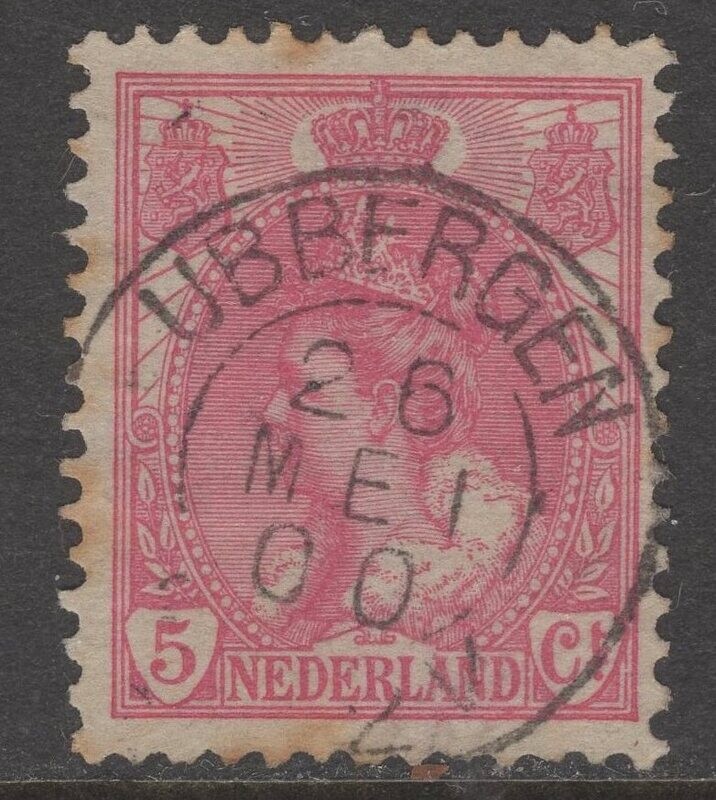 UBBERGEN
26
MEI
00
5 Ct
NEDERLAND